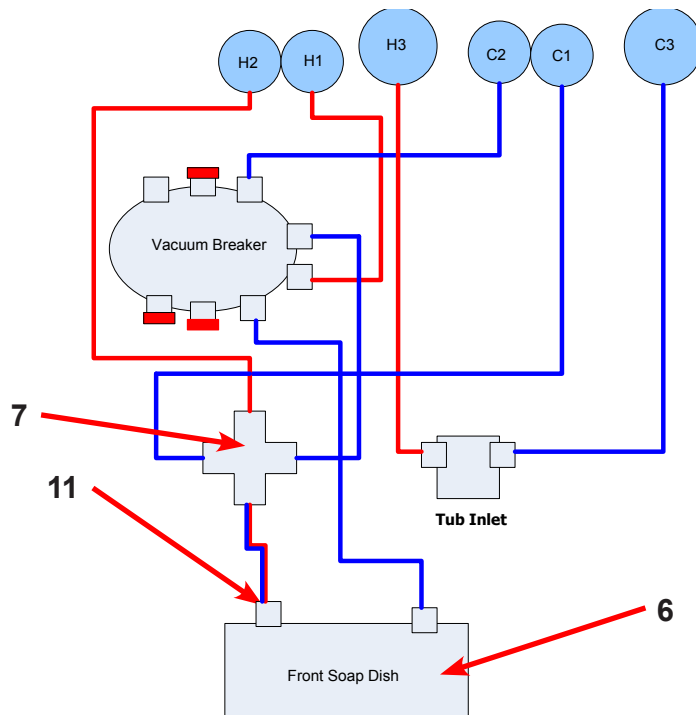 H2
H1
H3
C2
C1
C3
Vacuum Breaker
7
11
Tub Inlet
6
Front Soap Dish